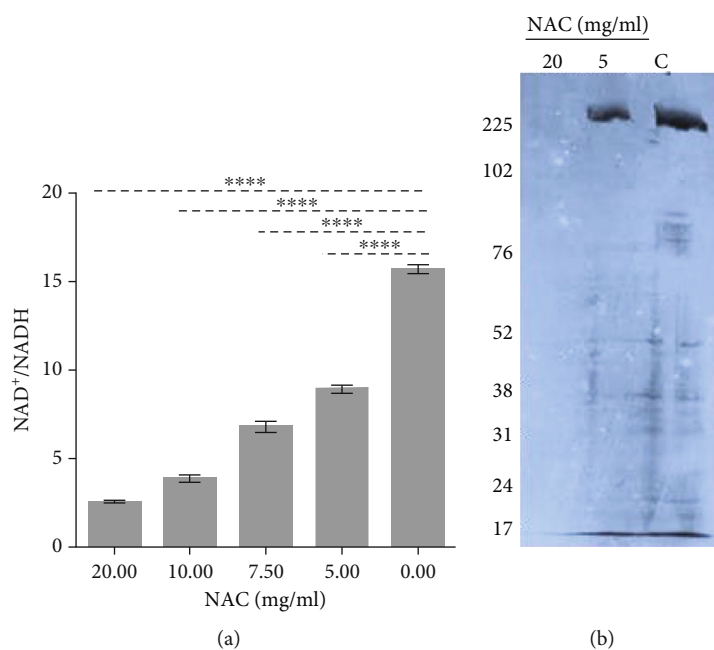 NAC (mg/ml)
20 5 C
225
102
76
52
38
31
24
17
****
****
****
****
20
15
10
5
0
NAD⁺/NADH
20.00 10.00 7.50 5.00 0.00
NAC (mg/ml)
(a)
(b)